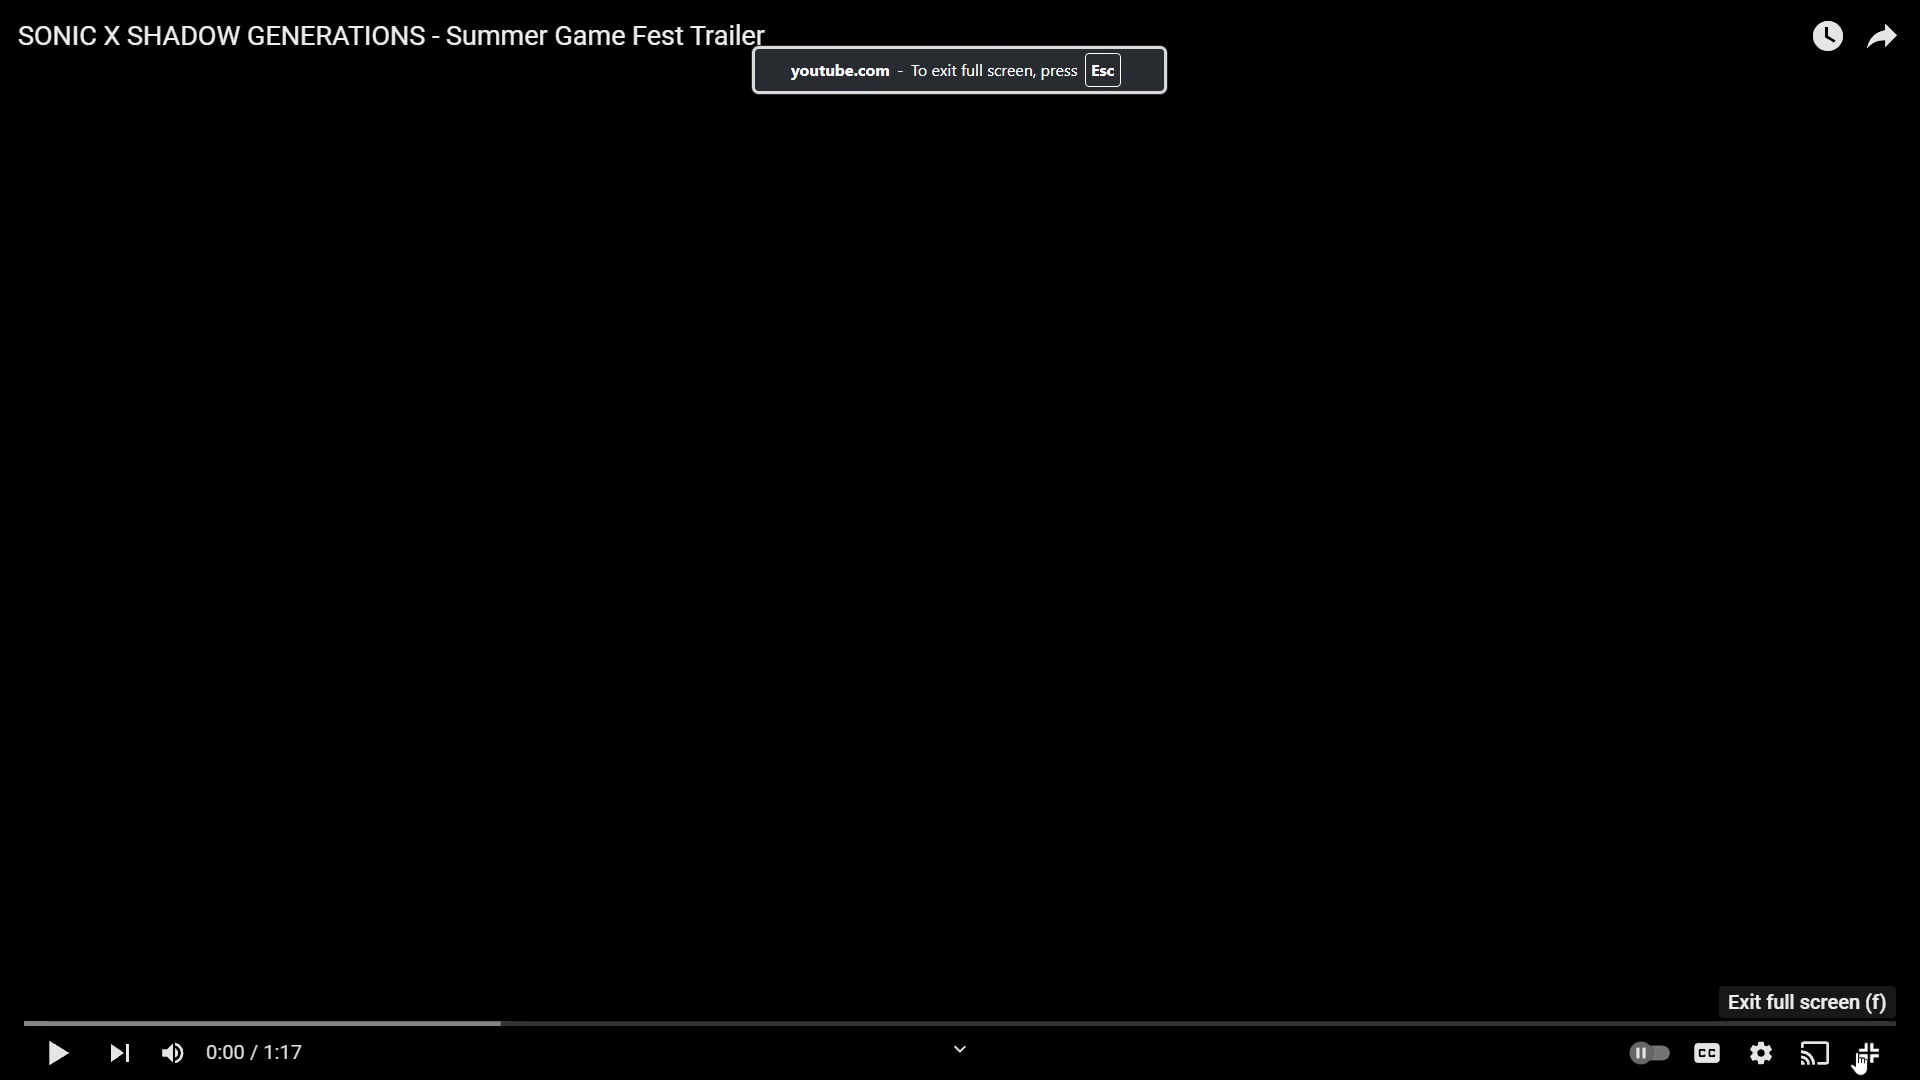 SONIC X SHADOW GENERATIONS - Summer Game Fest Trailer
youtube.com - To exit full screen, press Esc
Exit full screen (f)
0:00 / 1:17
CC